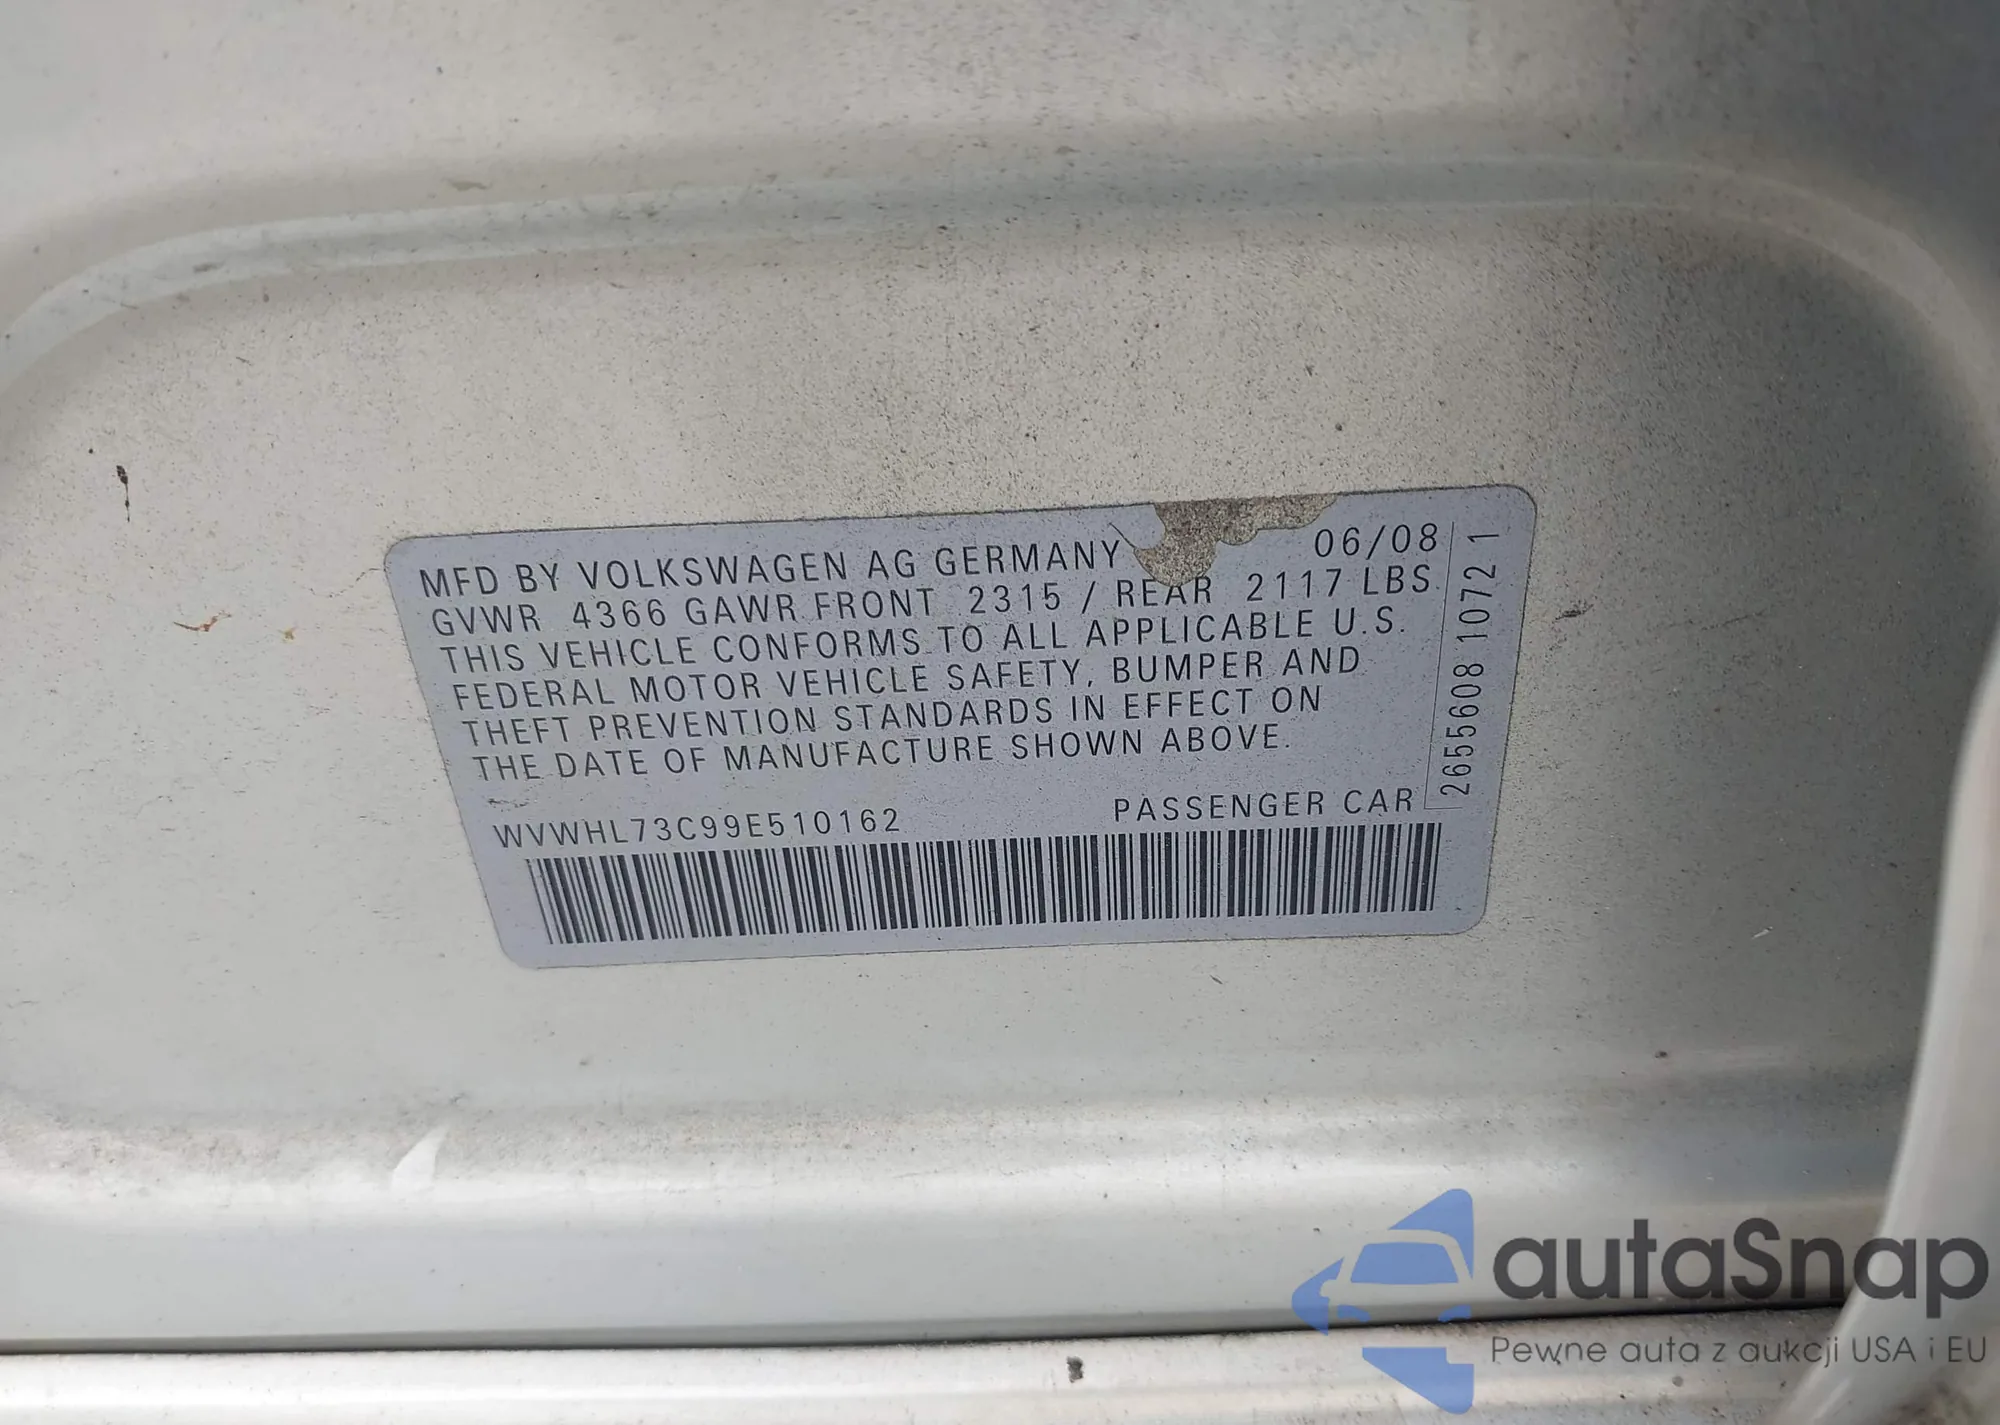 MFD BY VOLKSWAGEN AG GERMANY 06/08
GVWR 4366 GAWR FRONT 2315 / REAR 2117 LBS
THIS VEHICLE CONFORMS TO ALL APPLICABLE U.S.
FEDERAL MOTOR VEHICLE SAFETY, BUMPER AND
THEFT PREVENTION STANDARDS IN EFFECT ON
THE DATE OF MANUFACTURE SHOWN ABOVE.
WVWHL73C99E510162 PASSENGER CAR
2655608 1072 1
autaSnap
Pewne auta z aukcji USA i EU